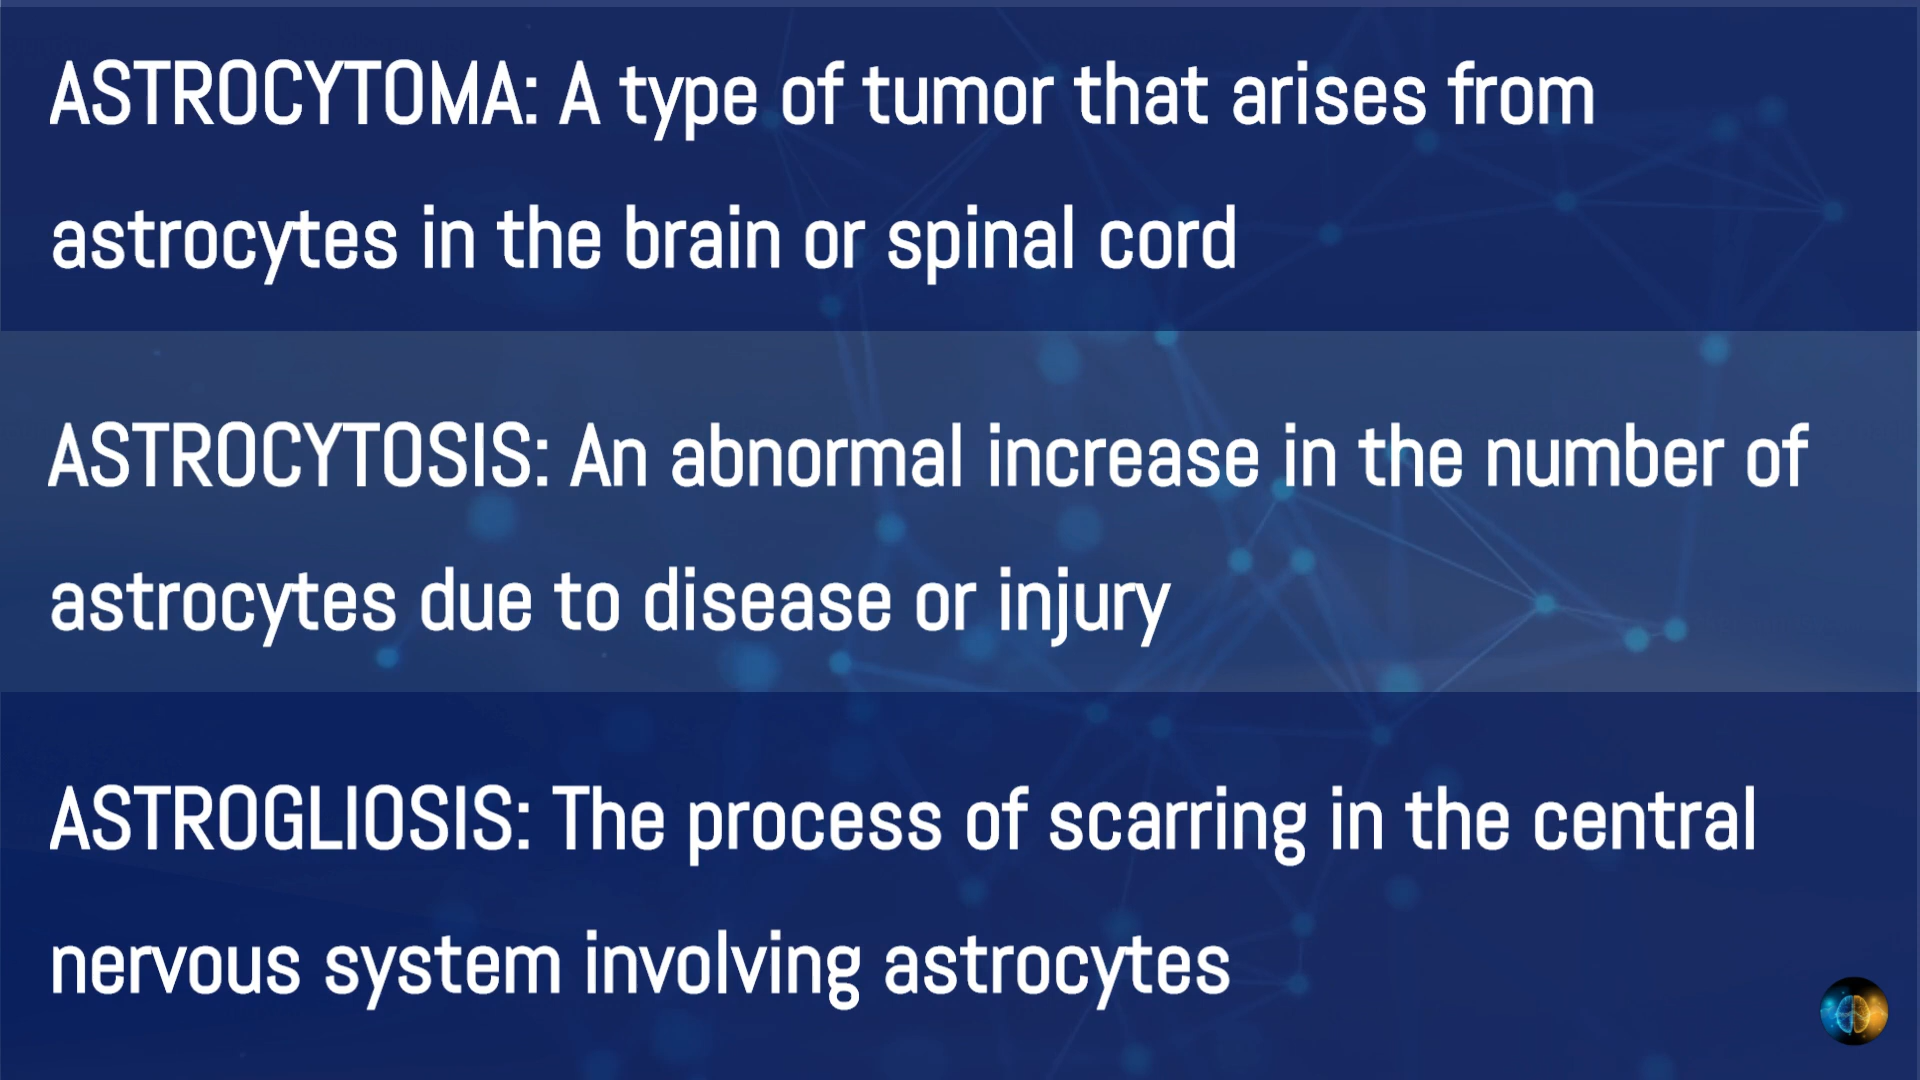 ASTROCYTOMA: A type of tumor that arises from
astrocytes in the brain or spinal cord
ASTROCYTOSIS: An abnormal increase in the number of
astrocytes due to disease or injury
ASTROGLIOSIS: The process of scarring in the central
nervous system involving astrocytes